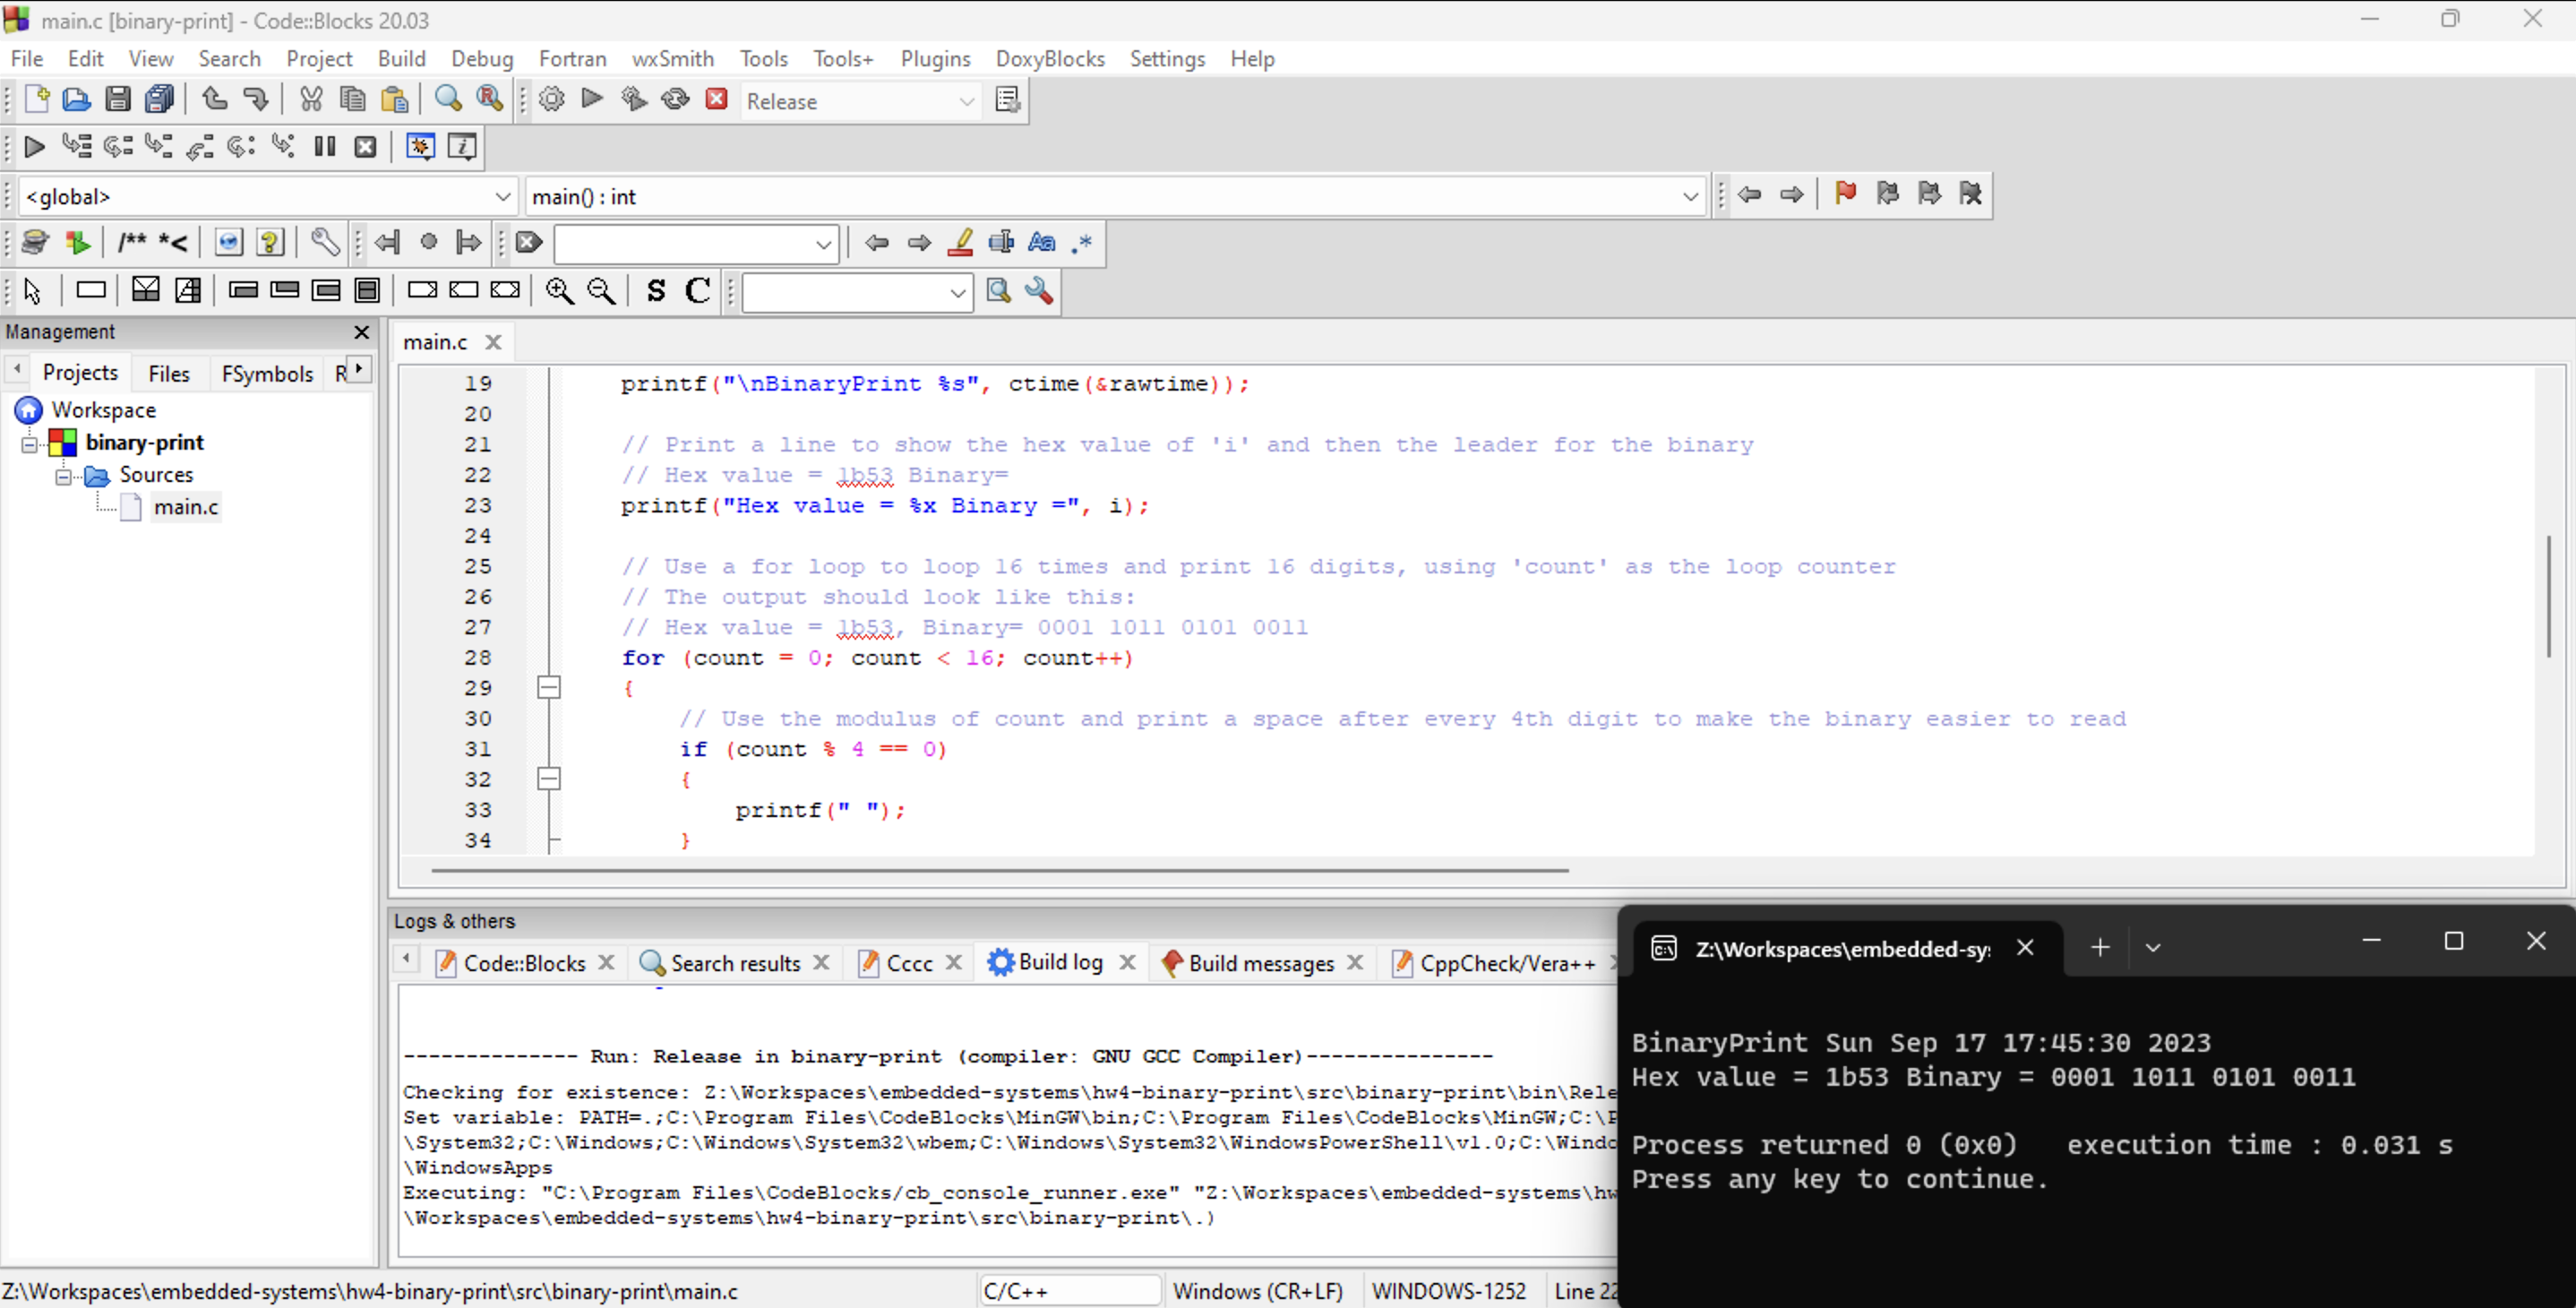 main.c [binary-print] - Code::Blocks 20.03
File Edit View Search Project Build Debug Fortran wxSmith Tools Tools+ Plugins DoxyBlocks Settings Help
Release
<global> main() : int
/** *<
Aa .*
S C
Management
main.c
Projects Files FSymbols R
Workspace
binary-print
Sources
main.c
19 printf("\nBinaryPrint %s", ctime(&rawtime));
20
21 // Print a line to show the hex value of 'i' and then the leader for the binary
22 // Hex value = 1b53 Binary=
23 printf("Hex value = %x Binary =", i);
24
25 // Use a for loop to loop 16 times and print 16 digits, using 'count' as the loop counter
26 // The output should look like this:
27 // Hex value = 1b53, Binary= 0001 1011 0101 0011
28 for (count = 0; count < 16; count++)
29 {
30 // Use the modulus of count and print a space after every 4th digit to make the binary easier to read
31 if (count % 4 == 0)
32 {
33 printf(" ");
34 }
Logs & others
Code::Blocks Search results Cccc Build log Build messages CppCheck/Vera++
-------------- Run: Release in binary-print (compiler: GNU GCC Compiler)---------------
Checking for existence: Z:\Workspaces\embedded-systems\hw4-binary-print\src\binary-print\bin\Rele
Set variable: PATH=.;C:\Program Files\CodeBlocks\MinGW\bin;C:\Program Files\CodeBlocks\MinGW;C:\P
\System32;C:\Windows;C:\Windows\System32\wbem;C:\Windows\System32\WindowsPowerShell\v1.0;C:\Windo
\WindowsApps
Executing: "C:\Program Files\CodeBlocks/cb_console_runner.exe" "Z:\Workspaces\embedded-systems\hw
\Workspaces\embedded-systems\hw4-binary-print\src\binary-print\.)
Z:\Workspaces\embedded-sy
BinaryPrint Sun Sep 17 17:45:30 2023
Hex value = 1b53 Binary = 0001 1011 0101 0011
Process returned 0 (0x0) execution time : 0.031 s
Press any key to continue.
Z:\Workspaces\embedded-systems\hw4-binary-print\src\binary-print\main.c C/C++ Windows (CR+LF) WINDOWS-1252 Line 22